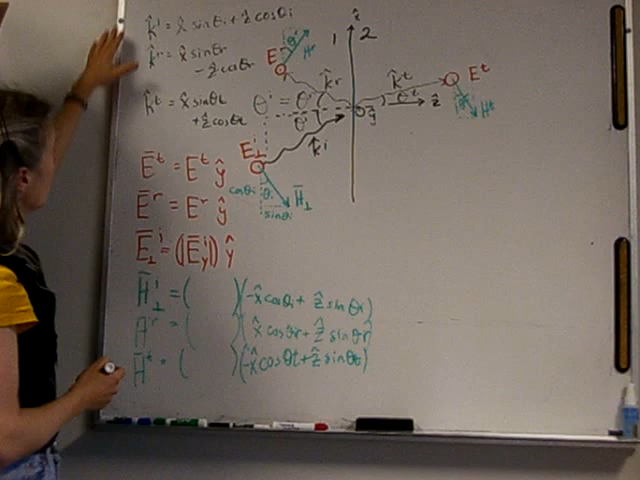 k̂ⁱ = x̂ sinθi + ẑ cosθi
k̂ʳ = x̂ sinθr
- ẑ cosθr
k̂ᵗ = x̂ sinθt
+ ẑ cosθt
1 2
Hʳ
Eʳ
k̂ʳ
k̂ᵗ
Eᵗ
θⁱ = θʳ
θᵗ
ẑ
Hᵗ
ŷ
θⁱ
k̂ⁱ
E⊥ⁱ
cosθi θi H̄⊥
sinθi
Ēᵗ = Eᵗ ŷ
Ēʳ = Eʳ ŷ
Ē⊥ⁱ = (|Ēyⁱ|) ŷ
H̄⊥ⁱ = ( )(-x̂ cosθi + ẑ sinθi)
H̄ʳ = ( )(x̂ cosθr + ẑ sinθr)
H̄ᵗ = ( )(-x̂ cosθt + ẑ sinθt)